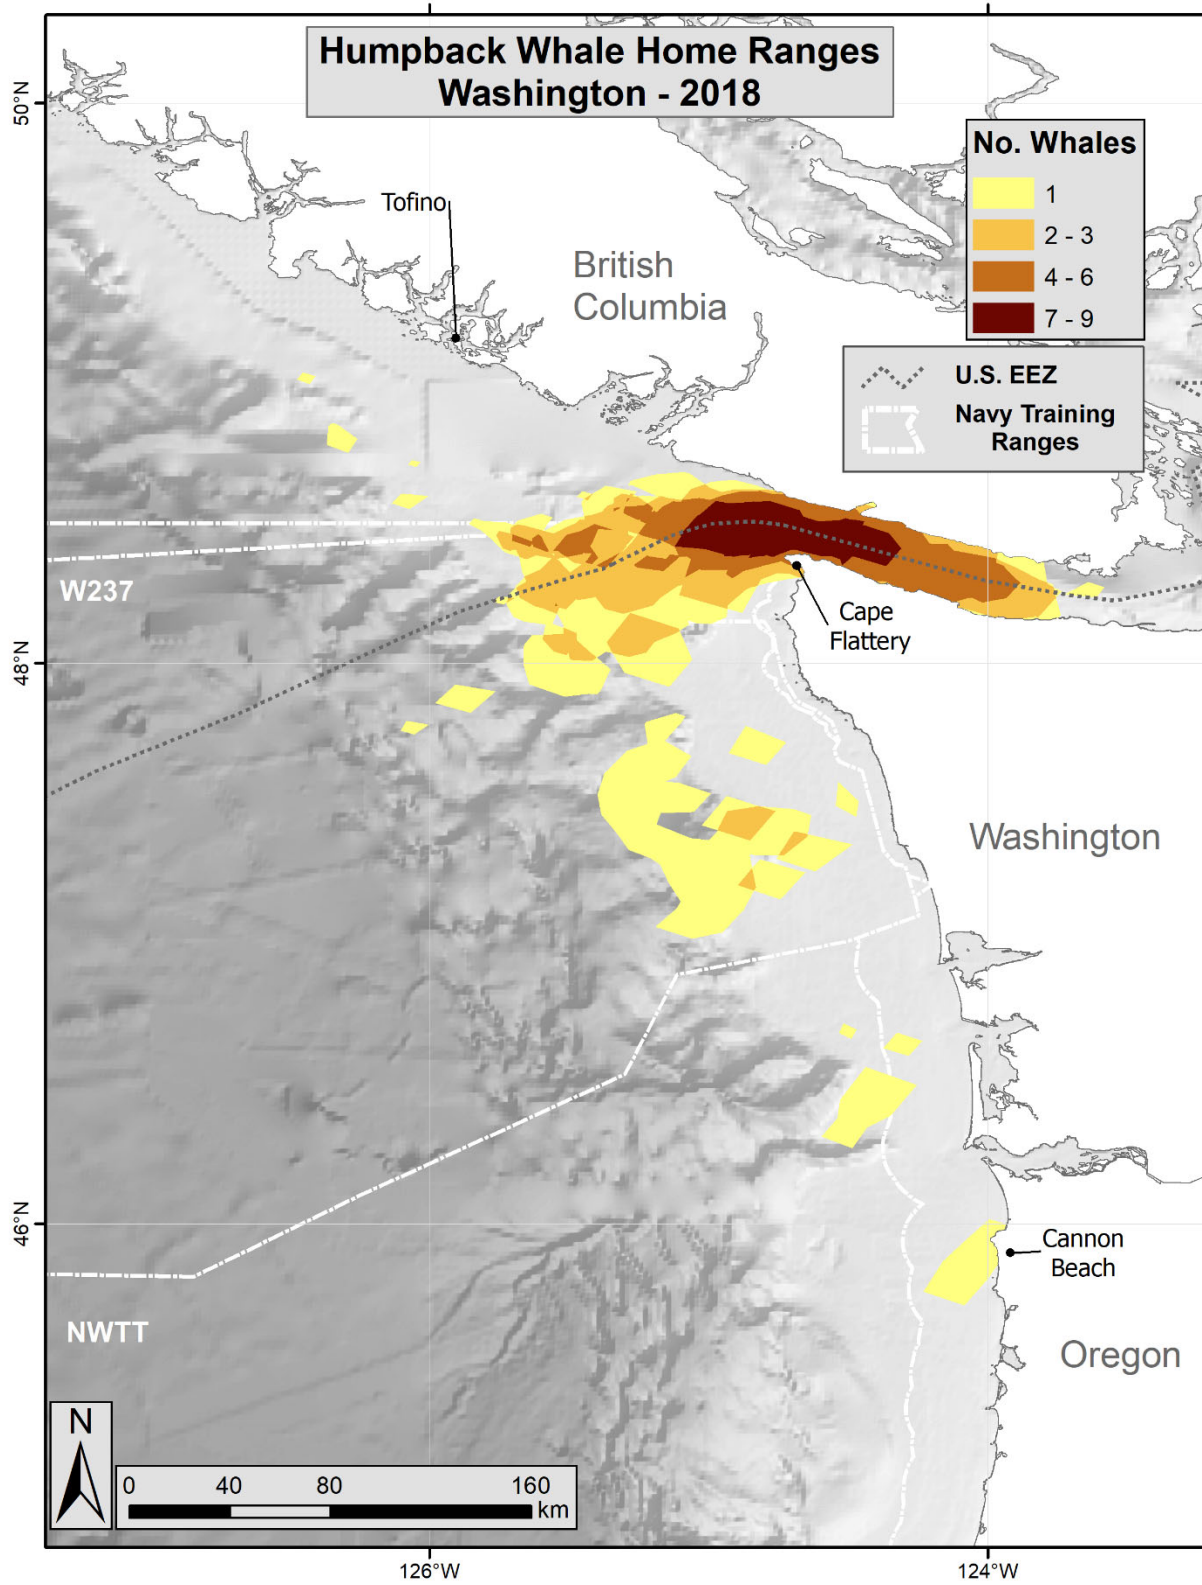 Humpback Whale Home Ranges
Washington - 2018
50°N
No. Whales
1
2 - 3
4 - 6
7 - 9
Tofino
British
Columbia
U.S. EEZ
Navy Training
Ranges
W237
Cape
Flattery
48°N
Washington
46°N
Cannon
Beach
NWTT
Oregon
N
0 40 80 160
km
126°W 124°W